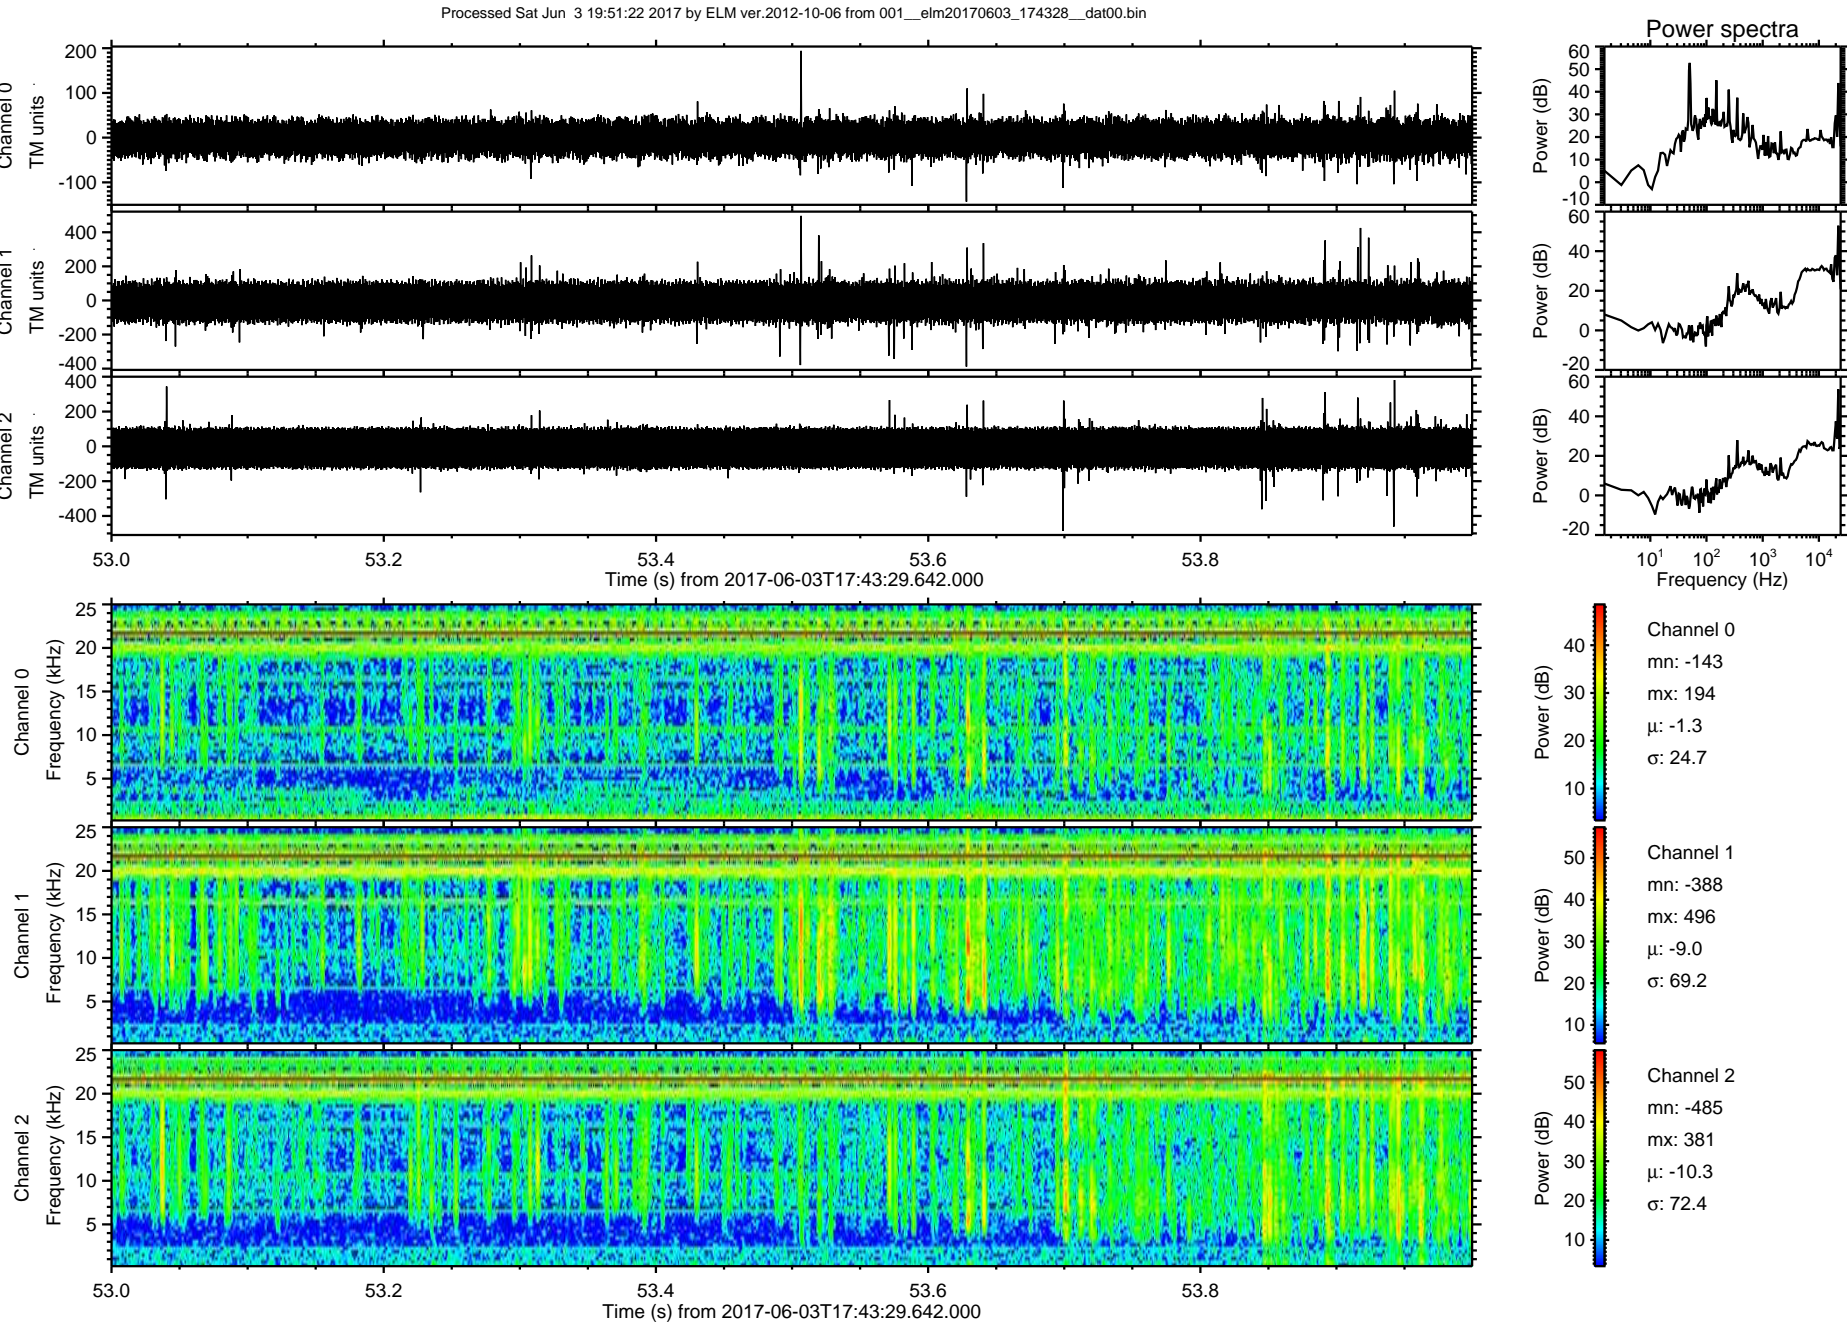 Processed Sat Jun  3 19:51:22 2017 by ELM ver.2012-10-06 from 001__elm20170603_174328__dat00.bin
Power spectra
Channel 0
TM units
200
100
0
-100
Power (dB)
60
50
40
30
20
10
0
-10
Channel 1
TM units
400
200
0
-200
-400
Power (dB)
60
40
20
0
-20
Channel 2
TM units
400
200
0
-200
-400
Power (dB)
60
40
20
0
-20
53.0 53.2 53.4 53.6 53.8
Time (s) from 2017-06-03T17:43:29.642.000
10¹ 10² 10³ 10⁴
Frequency (Hz)
Channel 0
Frequency (kHz)
25
20
15
10
5
Power (dB)
40
30
20
10
Channel 0
mn: -143
mx: 194
μ: -1.3
σ: 24.7
Channel 1
Frequency (kHz)
25
20
15
10
5
Power (dB)
50
40
30
20
10
Channel 1
mn: -388
mx: 496
μ: -9.0
σ: 69.2
Channel 2
Frequency (kHz)
25
20
15
10
5
Power (dB)
50
40
30
20
10
Channel 2
mn: -485
mx: 381
μ: -10.3
σ: 72.4
53.0 53.2 53.4 53.6 53.8
Time (s) from 2017-06-03T17:43:29.642.000